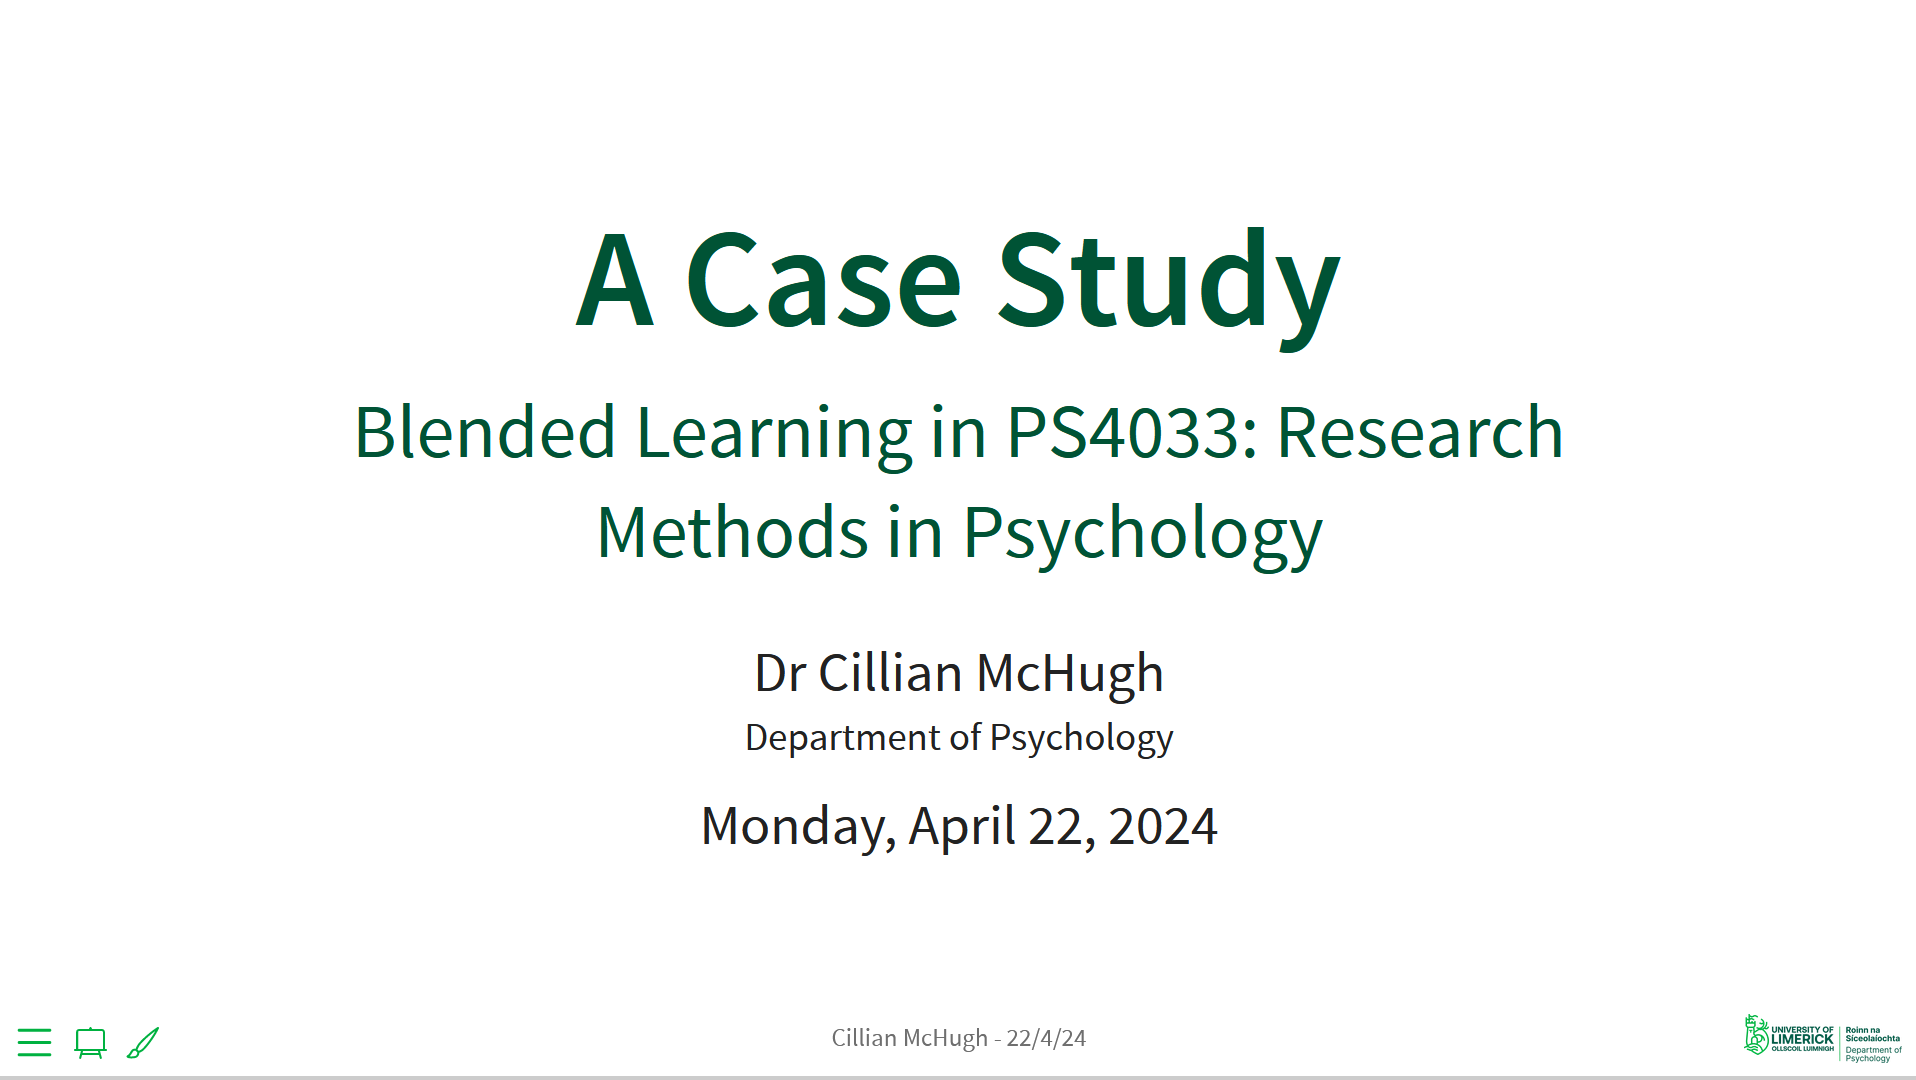 A Case Study
Blended Learning in PS4033: Research
Methods in Psychology
Dr Cillian McHugh
Department of Psychology
Monday, April 22, 2024
Cillian McHugh - 22/4/24
UNIVERSITY OF
LIMERICK
OLLSCOIL LUIMNIGH
Roinn na
Síceolaíochta
Department of
Psychology